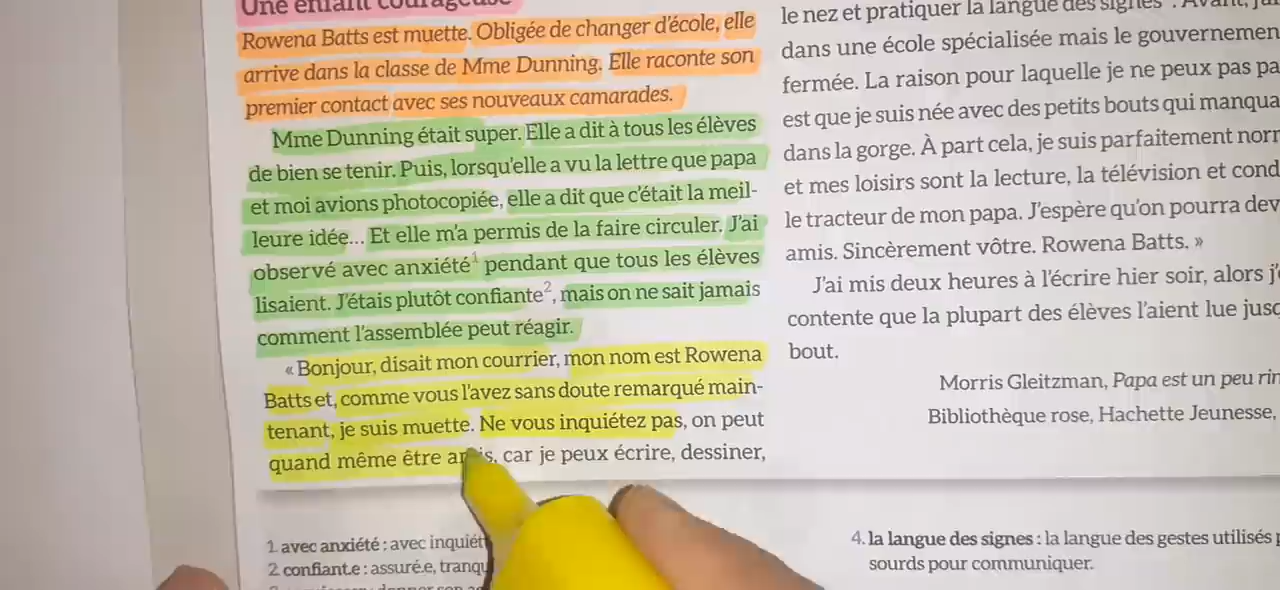 Une enfant courageuse
Rowena Batts est muette. Obligée de changer d'école, elle
arrive dans la classe de Mme Dunning. Elle raconte son
premier contact avec ses nouveaux camarades.
Mme Dunning était super. Elle a dit à tous les élèves
de bien se tenir. Puis, lorsqu'elle a vu la lettre que papa
et moi avions photocopiée, elle a dit que c'était la meil-
leure idée... Et elle m'a permis de la faire circuler. J'ai
observé avec anxiété¹ pendant que tous les élèves
lisaient. J'étais plutôt confiante², mais on ne sait jamais
comment l'assemblée peut réagir.
« Bonjour, disait mon courrier, mon nom est Rowena
Batts et, comme vous l'avez sans doute remarqué main-
tenant, je suis muette. Ne vous inquiétez pas, on peut
quand même être amis, car je peux écrire, dessiner,
le nez et pratiquer la langue des signes
dans une école spécialisée mais le gouvernemen
fermée. La raison pour laquelle je ne peux pas pa
est que je suis née avec des petits bouts qui manqua
dans la gorge. À part cela, je suis parfaitement norr
et mes loisirs sont la lecture, la télévision et cond
le tracteur de mon papa. J'espère qu'on pourra dev
amis. Sincèrement vôtre. Rowena Batts. »
J'ai mis deux heures à l'écrire hier soir, alors j'
contente que la plupart des élèves l'aient lue jusq
bout.
Morris Gleitzman, Papa est un peu rin
Bibliothèque rose, Hachette Jeunesse,
1. avec anxiété : avec inquiét
2. confiant.e : assuré.e, tranqu
4. la langue des signes : la langue des gestes utilisés p
sourds pour communiquer.